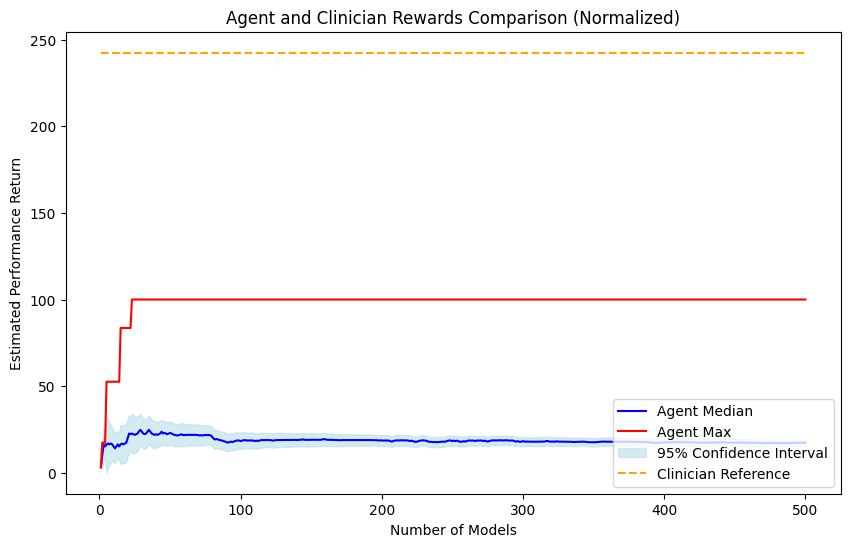 Agent and Clinician Rewards Comparison (Normalized)
Estimated Performance Return
250
200
150
100
50
0
Agent Median
Agent Max
95% Confidence Interval
Clinician Reference
0 100 200 300 400 500
Number of Models